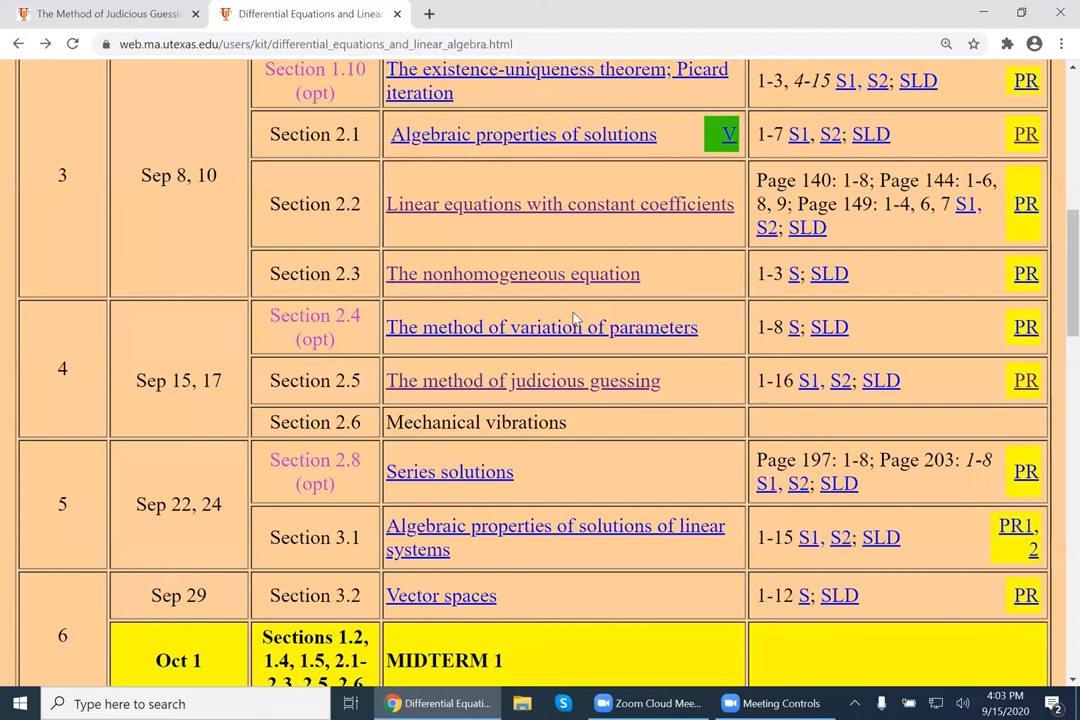 The Method of Judicious Guessin
Differential Equations and Linea
web.ma.utexas.edu/users/kit/differential_equations_and_linear_algebra.html
Section 1.10 (opt)
The existence-uniqueness theorem; Picard iteration
1-3, 4-15 S1, S2; SLD
PR
Section 2.1
Algebraic properties of solutions
V
1-7 S1, S2; SLD
PR
3
Sep 8, 10
Section 2.2
Linear equations with constant coefficients
Page 140: 1-8; Page 144: 1-6,
8, 9; Page 149: 1-4, 6, 7 S1,
S2; SLD
PR
Section 2.3
The nonhomogeneous equation
1-3 S; SLD
PR
4
Sep 15, 17
Section 2.4
(opt)
The method of variation of parameters
1-8 S; SLD
PR
Section 2.5
The method of judicious guessing
1-16 S1, S2; SLD
PR
Section 2.6
Mechanical vibrations
5
Sep 22, 24
Section 2.8
(opt)
Series solutions
Page 197: 1-8; Page 203: 1-8
S1, S2; SLD
PR
Section 3.1
Algebraic properties of solutions of linear
systems
1-15 S1, S2; SLD
PR1,
2
6
Sep 29
Section 3.2
Vector spaces
1-12 S; SLD
PR
Oct 1
Sections 1.2,
1.4, 1.5, 2.1-
2.3, 2.5, 2.6
MIDTERM 1
Type here to search
Differential Equati...
Zoom Cloud Mee...
Meeting Controls
4:03 PM
9/15/2020
2